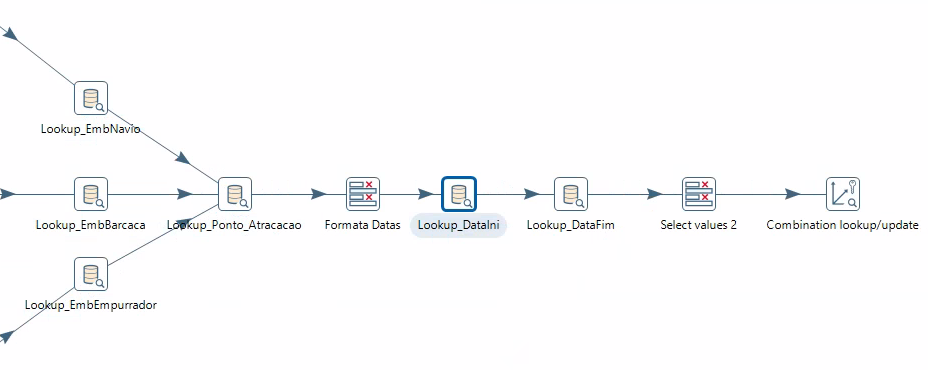 Lookup_EmbNavio
Lookup_EmbBarcaca
Lookup_Ponto_Atracacao
Formata Datas
Lookup_DataIni
Lookup_DataFim
Select values 2
Combination lookup/update
Lookup_EmbEmpurrador